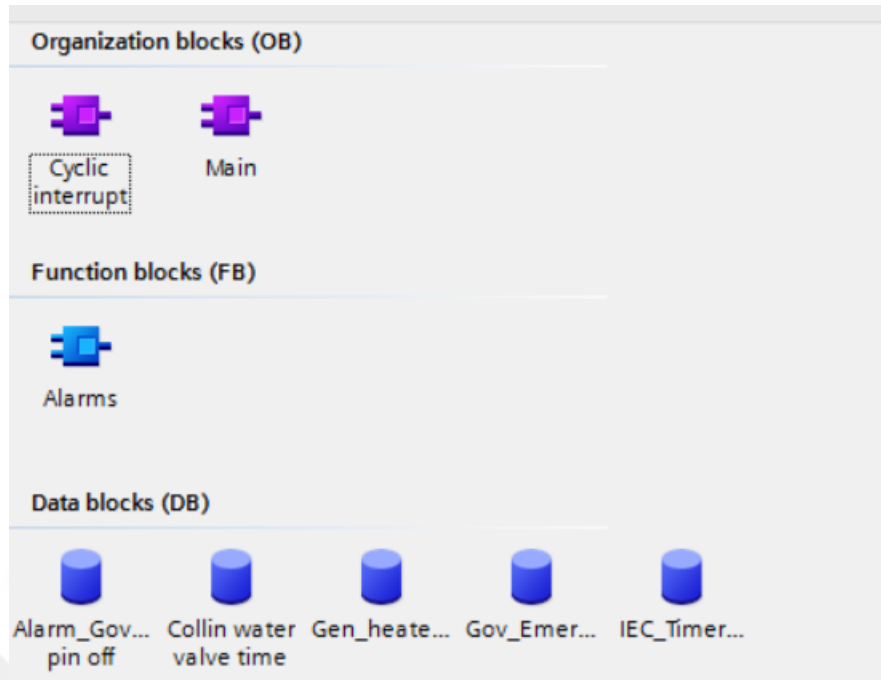 Organization blocks (OB)
Cyclic Main
interrupt
Function blocks (FB)
Alarms
Data blocks (DB)
Alarm_Gov... Collin water Gen_heate... Gov_Emer... IEC_Timer...
pin off valve time